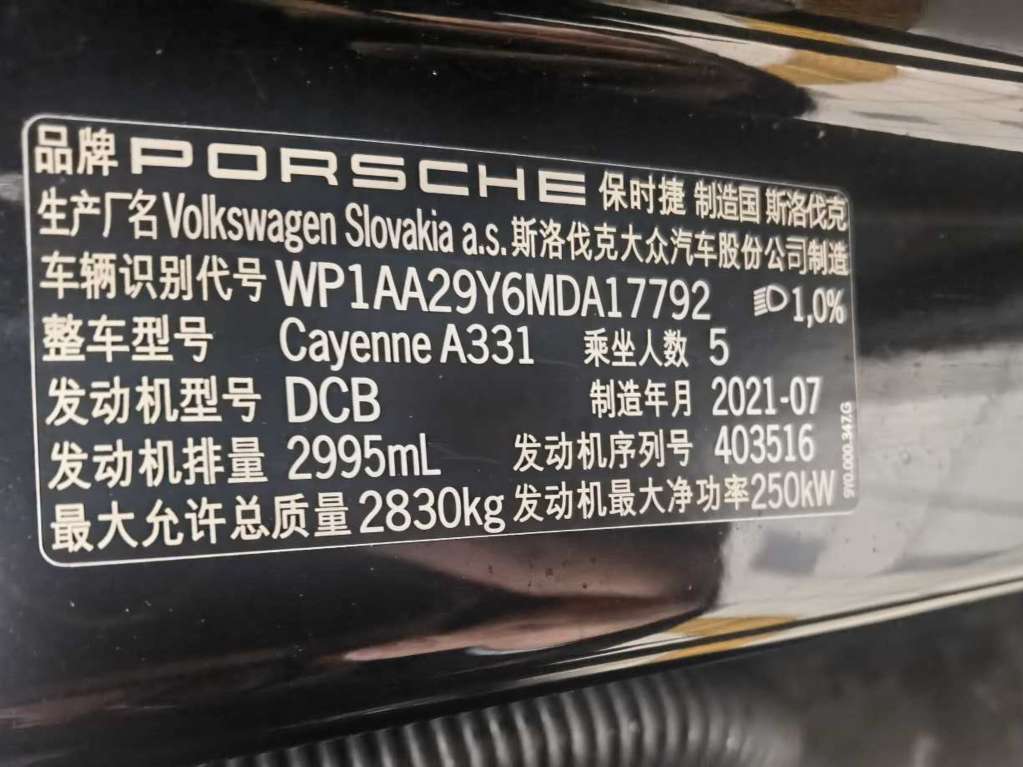 品牌 PORSCHE 保时捷 制造国 斯洛伐克
生产厂名 Volkswagen Slovakia a.s. 斯洛伐克大众汽车股份公司制造
车辆识别代号 WP1AA29Y6MDA17792 1,0%
整车型号 Cayenne A331 乘坐人数 5
发动机型号 DCB 制造年月 2021-07
发动机排量 2995mL 发动机序列号 403516
最大允许总质量 2830kg 发动机最大净功率 250kW
9Y0.000.347.G